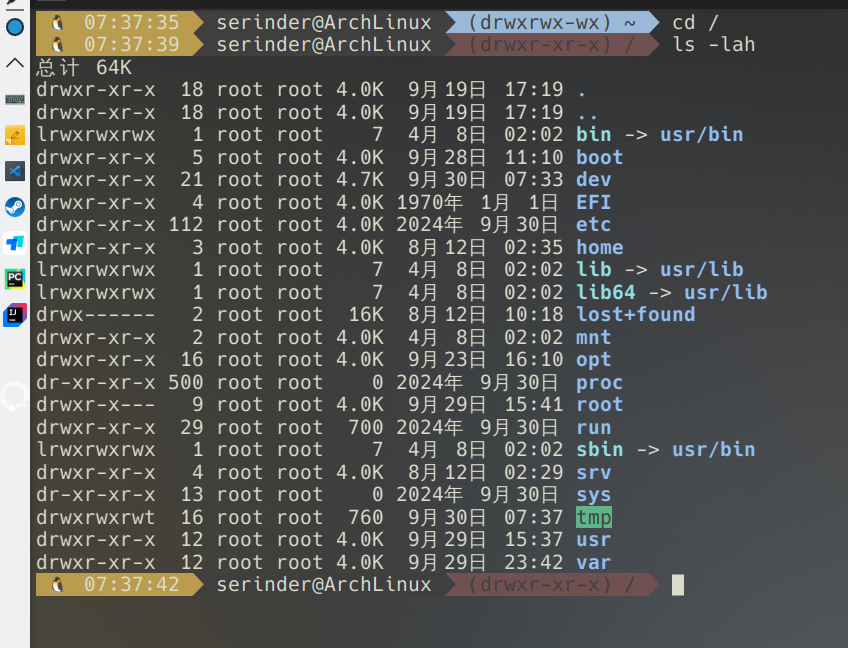 07:37:35 serinder@ArchLinux (drwxrwx-wx) ~ cd /
07:37:39 serinder@ArchLinux (drwxr-xr-x) / ls -lah
总计 64K
drwxr-xr-x  18 root root 4.0K  9月19日 17:19 .
drwxr-xr-x  18 root root 4.0K  9月19日 17:19 ..
lrwxrwxrwx   1 root root    7  4月  8日 02:02 bin -> usr/bin
drwxr-xr-x   5 root root 4.0K  9月28日 11:10 boot
drwxr-xr-x  21 root root 4.7K  9月30日 07:33 dev
drwxr-xr-x   4 root root 4.0K 1970年  1月  1日 EFI
drwxr-xr-x 112 root root 4.0K 2024年  9月30日 etc
drwxr-xr-x   3 root root 4.0K  8月12日 02:35 home
lrwxrwxrwx   1 root root    7  4月  8日 02:02 lib -> usr/lib
lrwxrwxrwx   1 root root    7  4月  8日 02:02 lib64 -> usr/lib
drwx------   2 root root  16K  8月12日 10:18 lost+found
drwxr-xr-x   2 root root 4.0K  4月  8日 02:02 mnt
drwxr-xr-x  16 root root 4.0K  9月23日 16:10 opt
dr-xr-xr-x 500 root root    0 2024年  9月30日 proc
drwxr-x---   9 root root 4.0K  9月29日 15:41 root
drwxr-xr-x  29 root root  700 2024年  9月30日 run
lrwxrwxrwx   1 root root    7  4月  8日 02:02 sbin -> usr/bin
drwxr-xr-x   4 root root 4.0K  8月12日 02:29 srv
dr-xr-xr-x  13 root root    0 2024年  9月30日 sys
drwxrwxrwt  16 root root  760  9月30日 07:37 tmp
drwxr-xr-x  12 root root 4.0K  9月29日 15:37 usr
drwxr-xr-x  12 root root 4.0K  9月29日 23:42 var
07:37:42 serinder@ArchLinux (drwxr-xr-x) /
PC
IJ